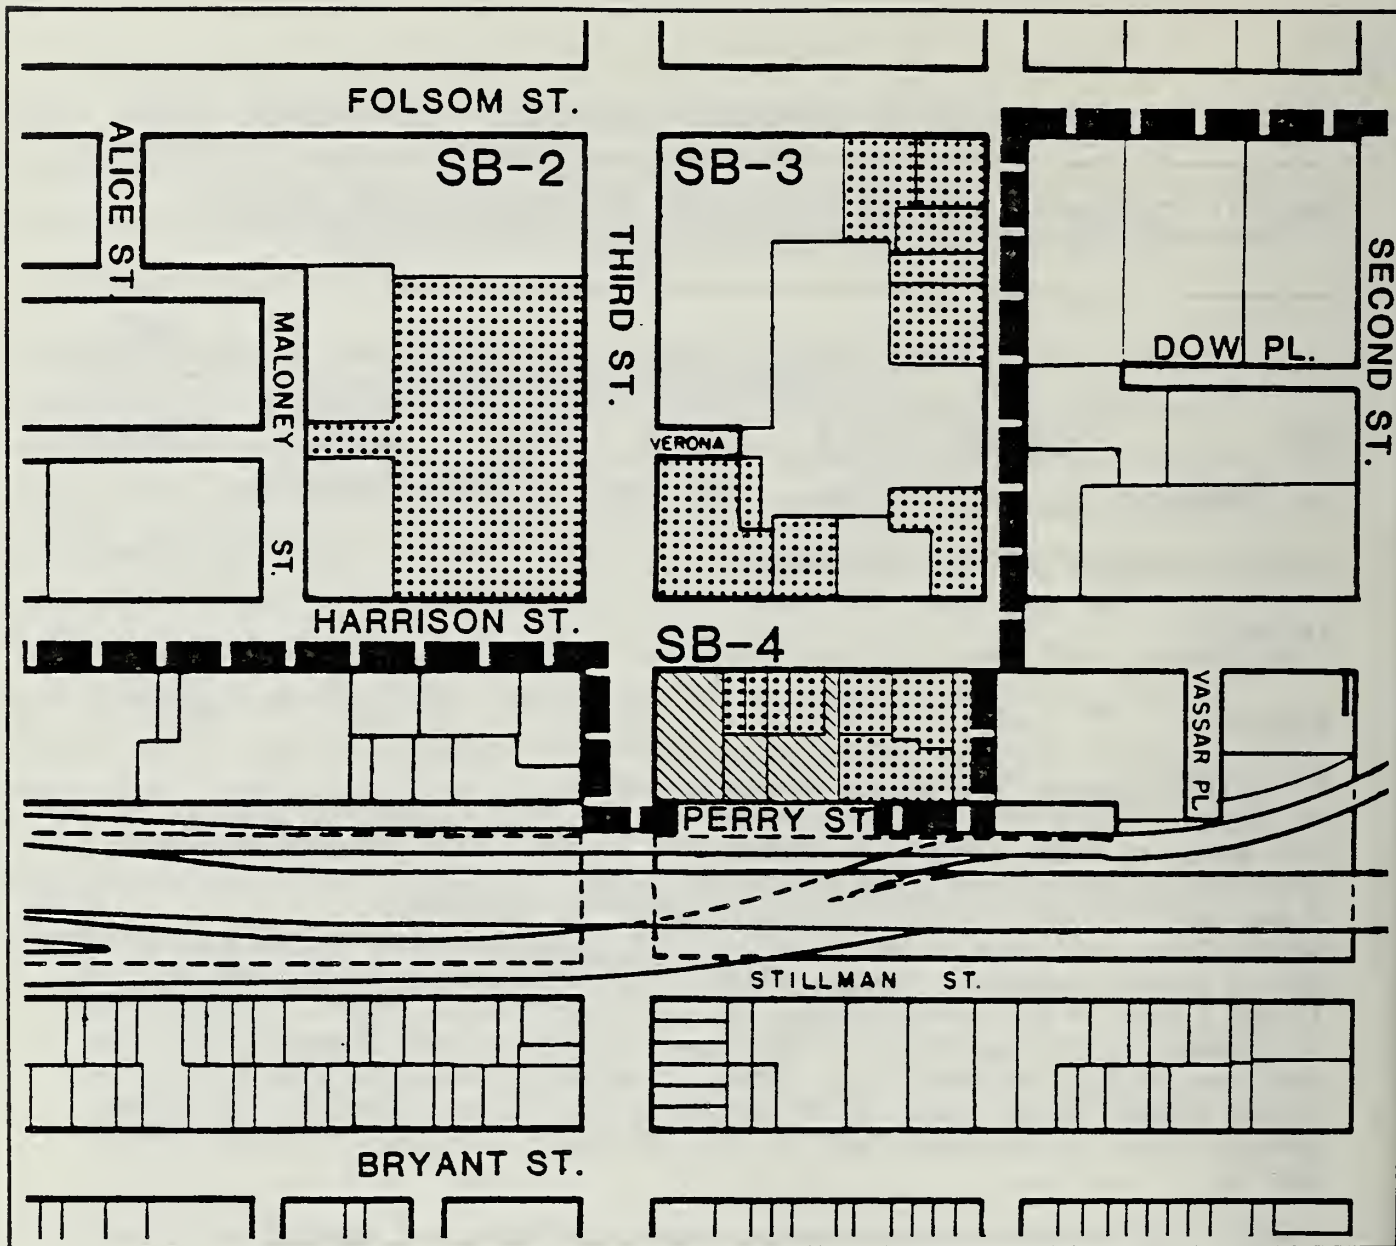 FOLSOM ST.
ALICE ST.
SB-2
SB-3
THIRD ST.
SECOND ST.
MALONEY ST.
DOW PL.
VERONA
HARRISON ST.
SB-4
VASSAR PL.
PERRY ST
STILLMAN ST.
BRYANT ST.